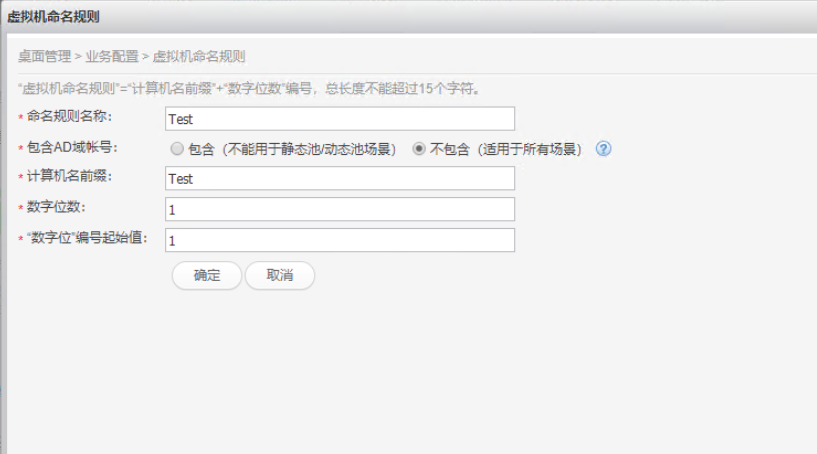 虚拟机命名规则
桌面管理 > 业务配置 > 虚拟机命名规则
“虚拟机命名规则”=“计算机名前缀”+“数字位数”编号，总长度不能超过15个字符。
* 命名规则名称： Test
* 包含AD域帐号： 包含（不能用于静态池/动态池场景） 不包含（适用于所有场景） ?
* 计算机名前缀： Test
* 数字位数： 1
* “数字位”编号起始值： 1
确定 取消